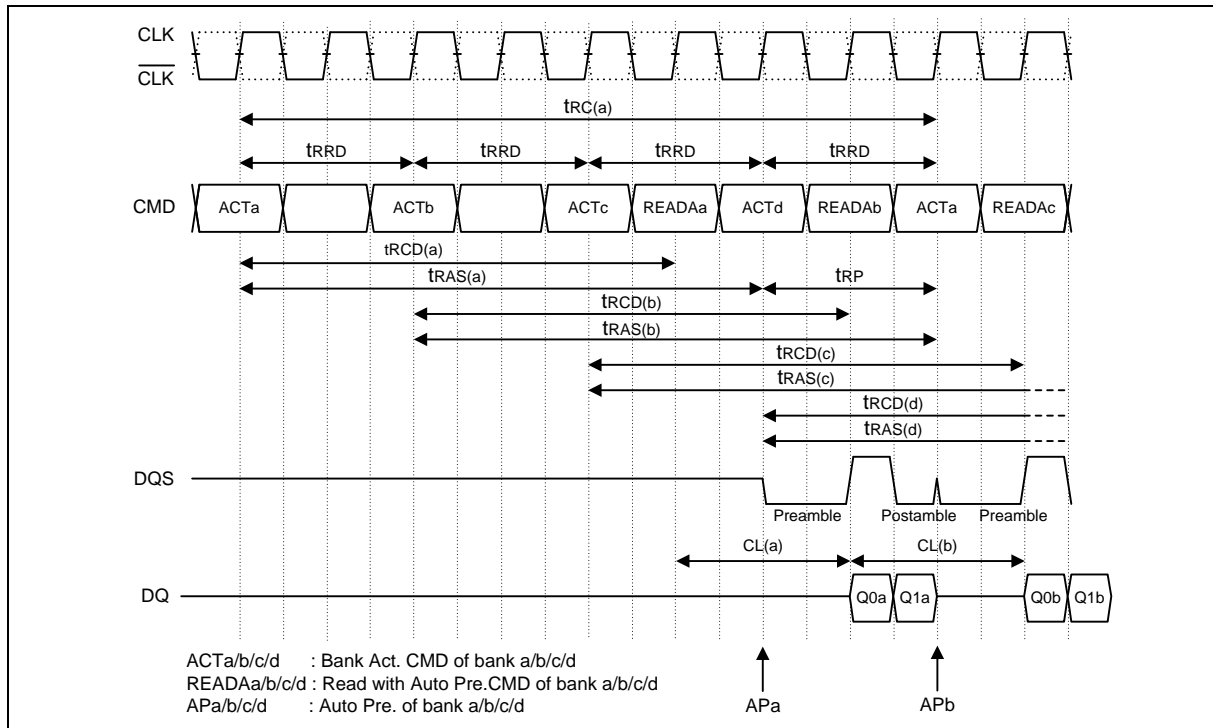 CLK
CLK
tRC(a)
tRRD tRRD tRRD tRRD
CMD ACTa ACTb ACTc READAa ACTd READAb ACTa READAc
tRCD(a)
tRAS(a) tRP
tRCD(b)
tRAS(b)
tRCD(c)
tRAS(c)
tRCD(d)
tRAS(d)
DQS
Preamble Postamble Preamble
CL(a) CL(b)
DQ Q0a Q1a Q0b Q1b
ACTa/b/c/d : Bank Act. CMD of bank a/b/c/d
READAa/b/c/d : Read with Auto Pre.CMD of bank a/b/c/d
APa/b/c/d : Auto Pre. of bank a/b/c/d
APa APb